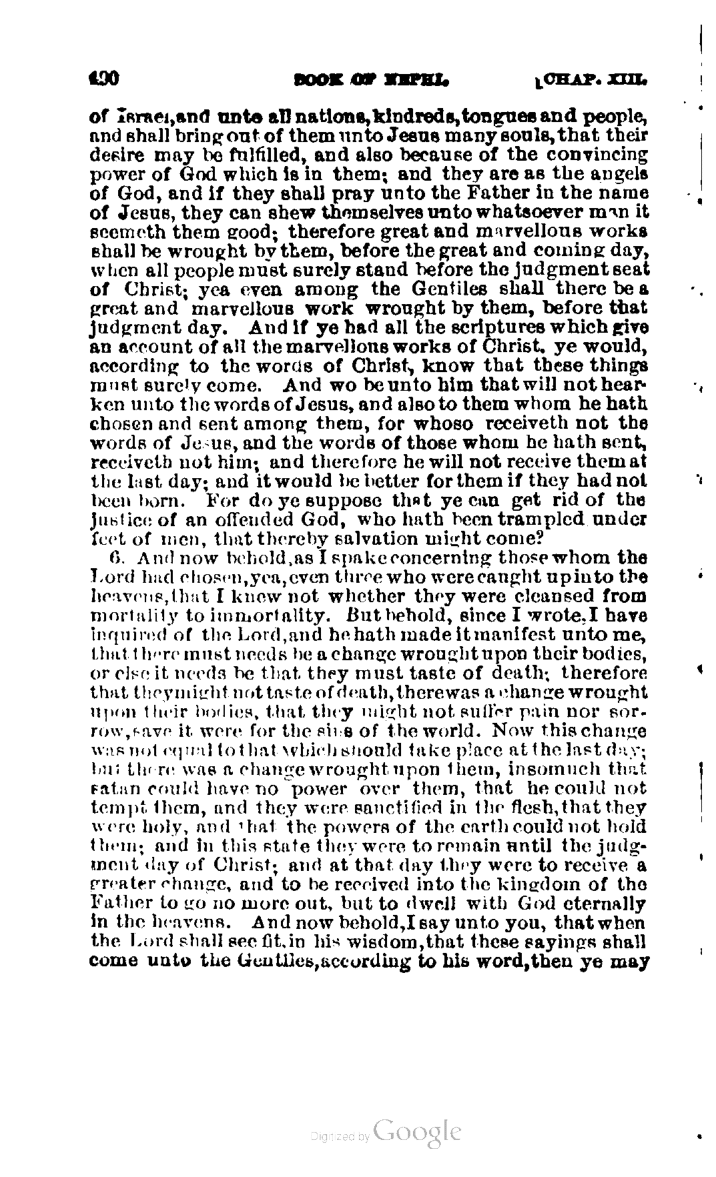 490 BOOK OF NEPHI. [CHAP. XIII.
of Israel, and unto all nations, kindreds, tongues and people,
and shall bring out of them unto Jesus many souls, that their
desire may be fulfilled, and also because of the convincing
power of God which is in them; and they are as the angels
of God, and if they shall pray unto the Father in the name
of Jesus, they can shew themselves unto whatsoever man it
seemeth them good; therefore great and marvellous works
shall be wrought by them, before the great and coming day,
when all people must surely stand before the judgment seat
of Christ; yea even among the Gentiles shall there be a
great and marvellous work wrought by them, before that
judgment day. And if ye had all the scriptures which give
an account of all the marvellous works of Christ, ye would,
according to the words of Christ, know that these things
must surely come. And wo be unto him that will not hear-
ken unto the words of Jesus, and also to them whom he hath
chosen and sent among them, for whoso receiveth not the
words of Jesus, and the words of those whom he hath sent,
receiveth not him; and therefore he will not receive them at
the last day; and it would be better for them if they had not
been born. For do ye suppose that ye can get rid of the
justice of an offended God, who hath been trampled under
feet of men, that thereby salvation might come?
6. And now behold, as I spake concerning those whom the
Lord had chosen, yea, even three who were caught up into the
heavens, that I knew not whether they were cleansed from
mortality to immortality. But behold, since I wrote, I have
inquired of the Lord, and he hath made it manifest unto me,
that there must needs be a change wrought upon their bodies,
or else it needs be that they must taste of death; therefore
that they might not taste of death, there was a change wrought
upon their bodies, that they might not suffer pain nor sor-
row, save it were for the sins of the world. Now this change
was not equal to that which should take place at the last day;
but there was a change wrought upon them, insomuch that
satan could have no power over them, that he could not
tempt them, and they were sanctified in the flesh, that they
were holy, and that the powers of the earth could not hold
them; and in this state they were to remain until the judg-
ment day of Christ; and at that day they were to receive a
greater change, and to be received into the kingdom of the
Father to go no more out, but to dwell with God eternally
in the heavens. And now behold, I say unto you, that when
the Lord shall see fit, in his wisdom, that these sayings shall
come unto the Gentiles, according to his word, then ye may
Digitized by Google